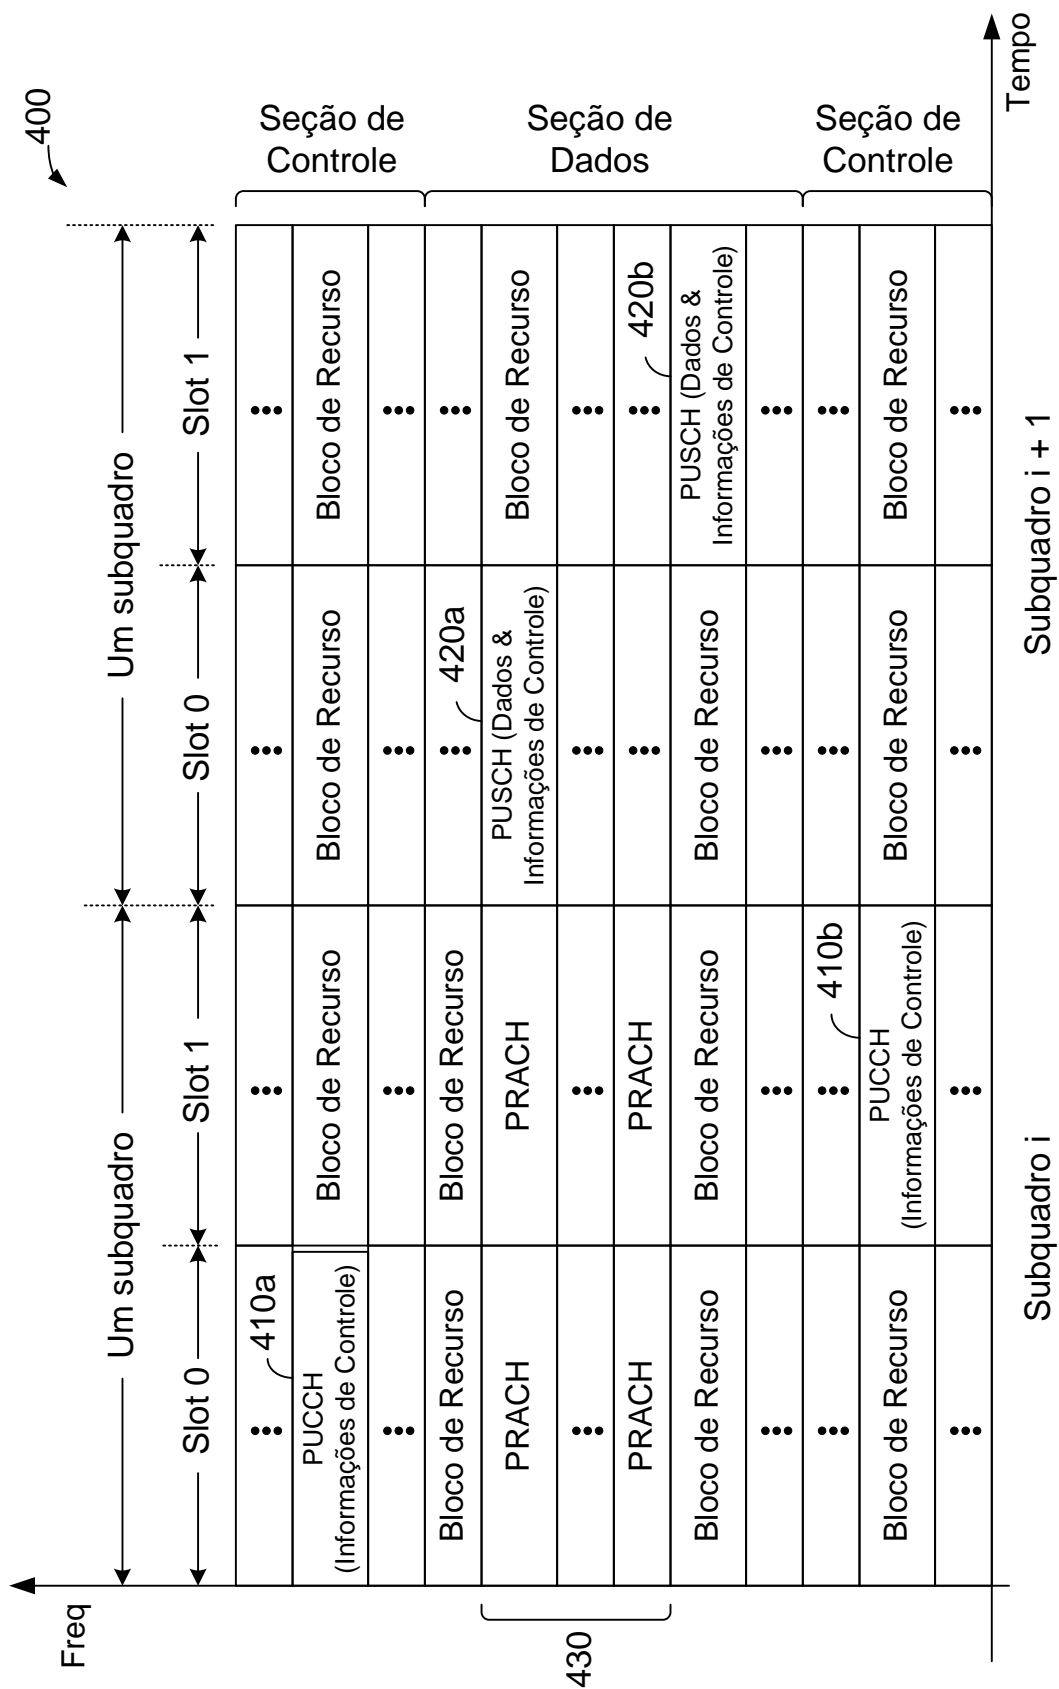 400
Freq
Um subquadro
Um subquadro
Slot 0
Slot 1
Slot 0
Slot 1
••• 410a
•••
•••
•••
Seção de
Controle
PUCCH
(Informações de Controle)
Bloco de Recurso
Bloco de Recurso
Bloco de Recurso
•••
•••
•••
•••
Bloco de Recurso
Bloco de Recurso
••• 420a
•••
Seção de
Dados
430
PRACH
PRACH
PUSCH (Dados &
Informações de Controle)
Bloco de Recurso
•••
•••
•••
•••
PRACH
PRACH
•••
••• 420b
Bloco de Recurso
Bloco de Recurso
Bloco de Recurso
PUSCH (Dados &
Informações de Controle)
•••
•••
•••
•••
•••
••• 410b
•••
•••
Seção de
Controle
Bloco de Recurso
PUCCH
(Informações de Controle)
Bloco de Recurso
Bloco de Recurso
•••
•••
•••
•••
Tempo
Subquadro i
Subquadro i + 1